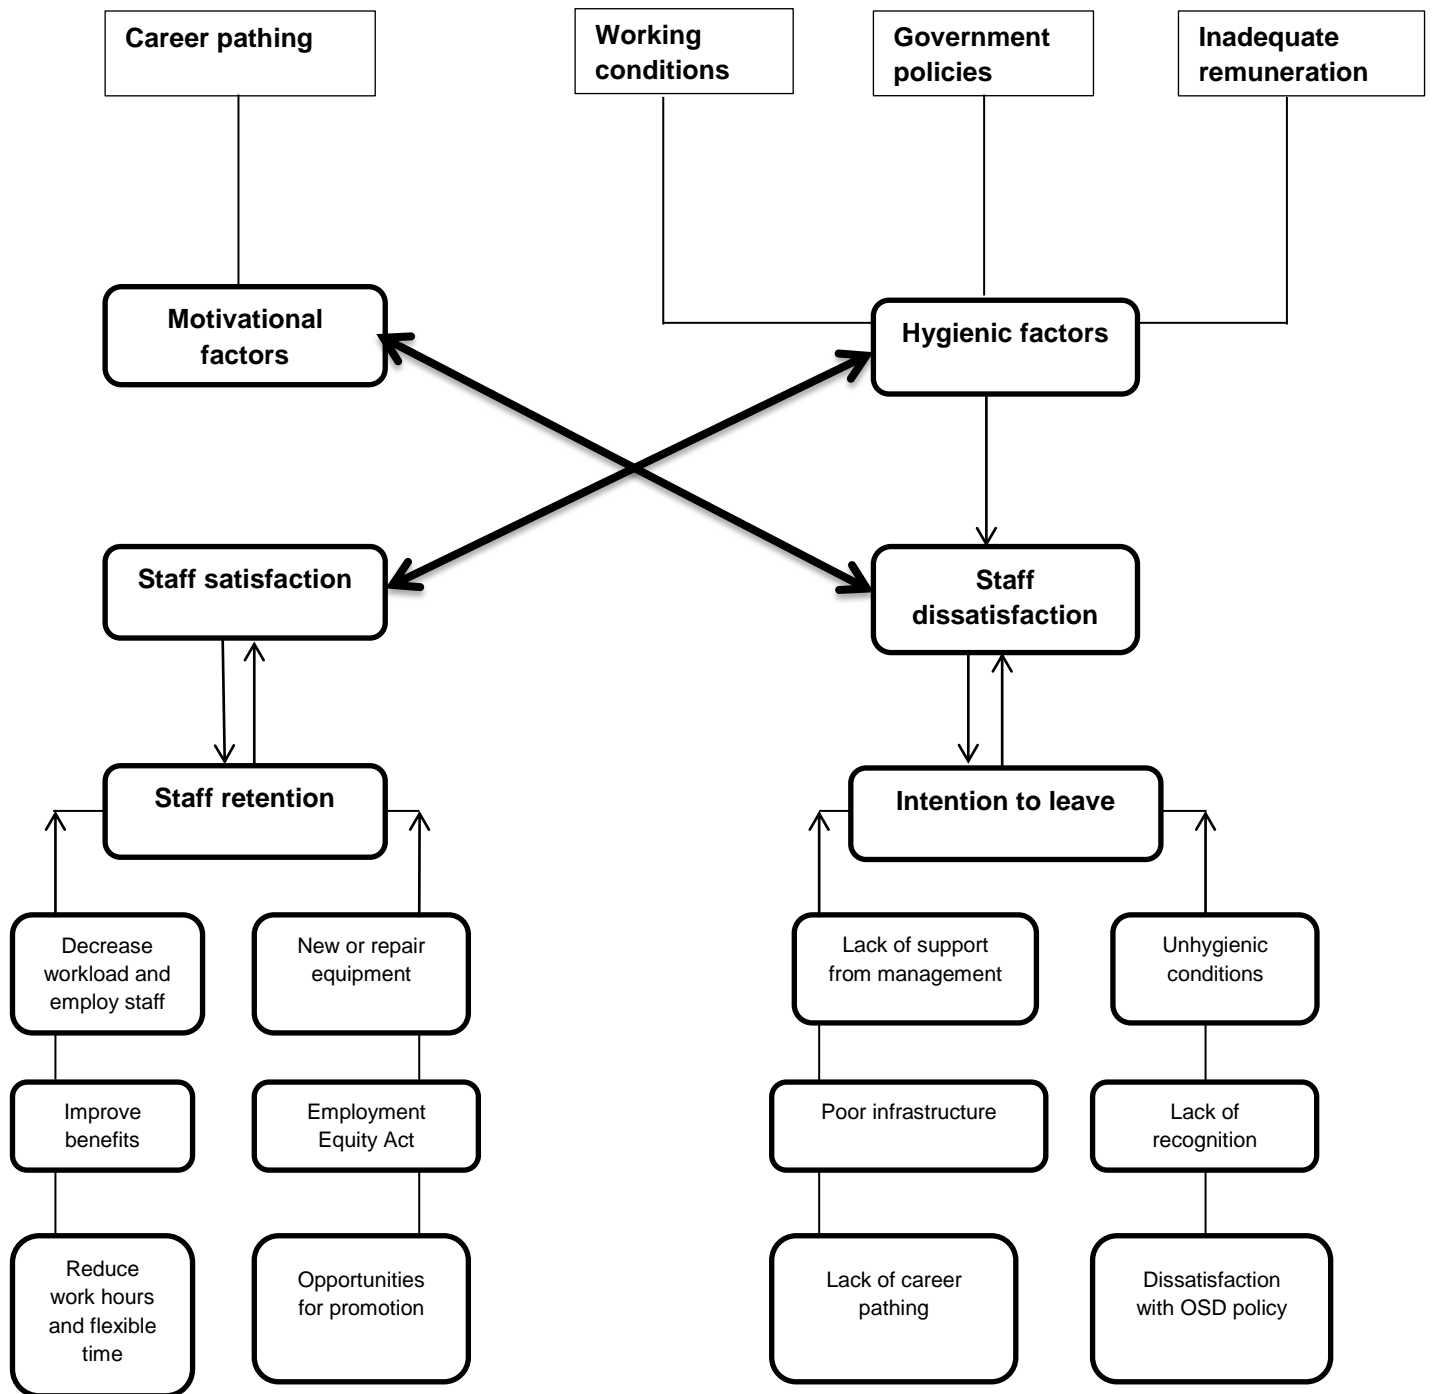 Career pathing
Working
conditions
Government
policies
Inadequate
remuneration
Motivational
factors
Hygienic factors
Staff satisfaction
Staff
dissatisfaction
Staff retention
Intention to leave
Decrease
workload and
employ staff
New or repair
equipment
Lack of support
from management
Unhygienic
conditions
Improve
benefits
Employment
Equity Act
Poor infrastructure
Lack of
recognition
Reduce
work hours
and flexible
time
Opportunities
for promotion
Lack of career
pathing
Dissatisfaction
with OSD policy